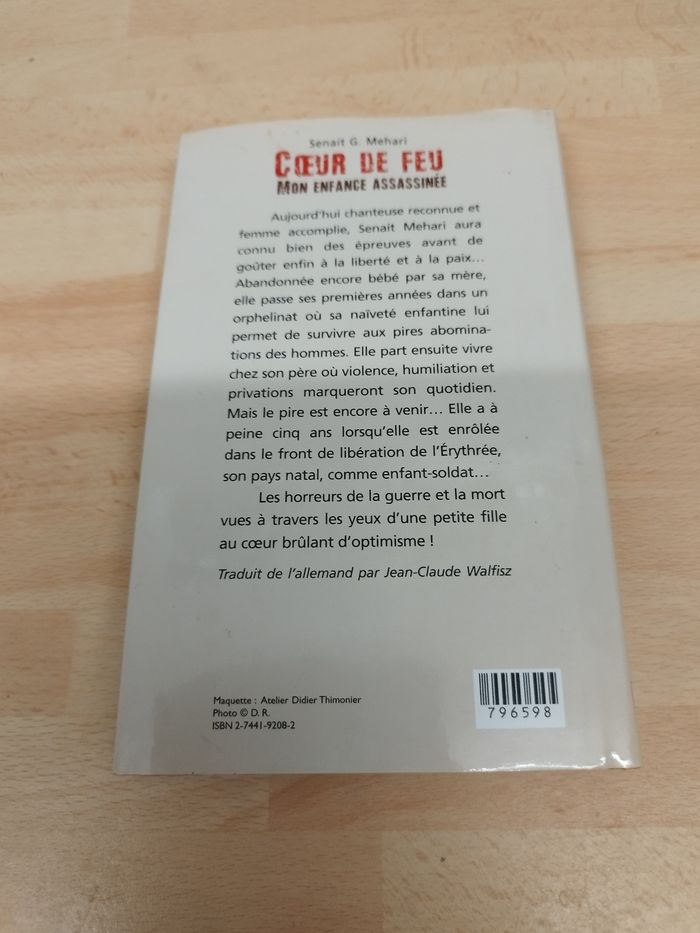 Senait G. Mehari
CŒUR DE FEU
MON ENFANCE ASSASSINÉE
Aujourd'hui chanteuse reconnue et
femme accomplie, Senait Mehari aura
connu bien des épreuves avant de
goûter enfin à la liberté et à la paix...
Abandonnée encore bébé par sa mère,
elle passe ses premières années dans un
orphelinat où sa naïveté enfantine lui
permet de survivre aux pires abomina-
tions des hommes. Elle part ensuite vivre
chez son père où violence, humiliation et
privations marqueront son quotidien.
Mais le pire est encore à venir... Elle a à
peine cinq ans lorsqu'elle est enrôlée
dans le front de libération de l'Érythrée,
son pays natal, comme enfant-soldat...
Les horreurs de la guerre et la mort
vues à travers les yeux d'une petite fille
au cœur brûlant d'optimisme !
Traduit de l'allemand par Jean-Claude Walfisz
Maquette : Atelier Didier Thimonier
Photo © D. R.
ISBN 2-7441-9208-2
796598